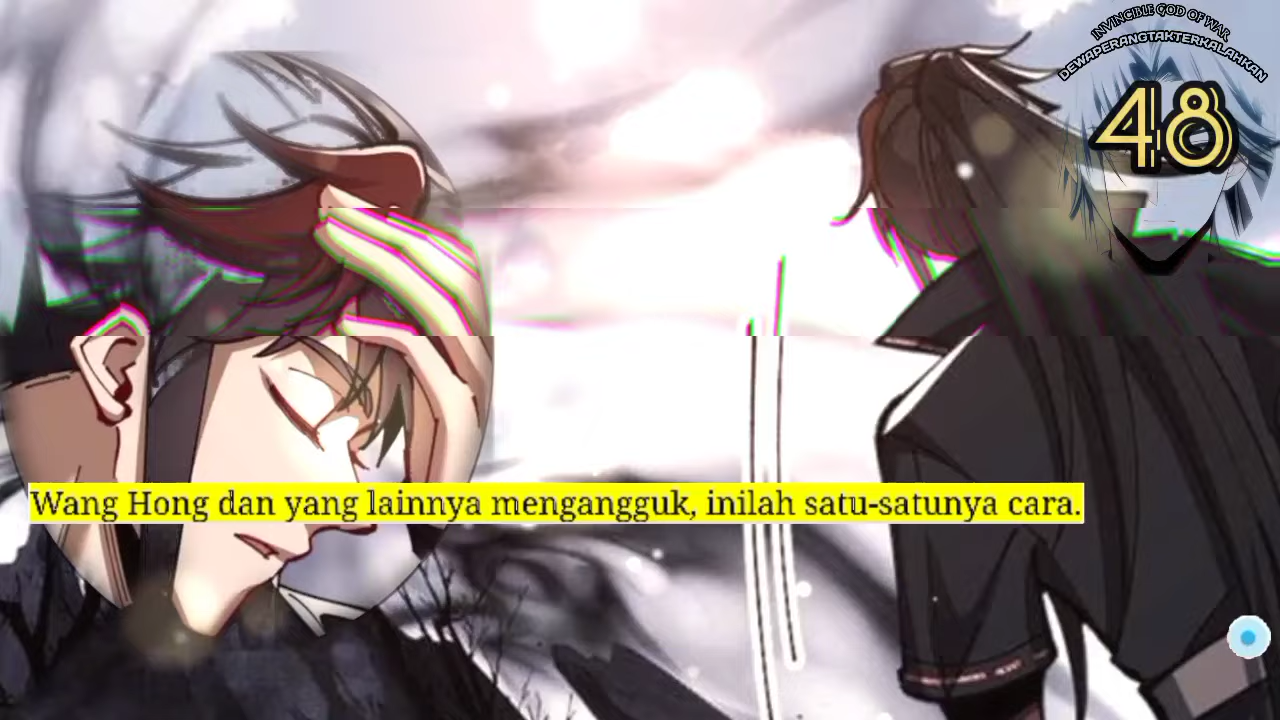 INVINCIBLE GOD OF WAR
DEWAPERANGTAKTERKALAHKAN
48
Wang Hong dan yang lainnya mengangguk, inilah satu-satunya cara.